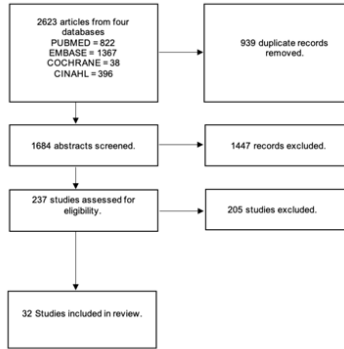 2623 articles from four
databases
PUBMED = 822
EMBASE = 1367
COCHRANE = 38
CINAHL = 396
939 duplicate records
removed.
1684 abstracts screened.
1447 records excluded.
237 studies assessed for
eligibility.
205 studies excluded.
32 Studies included in review.